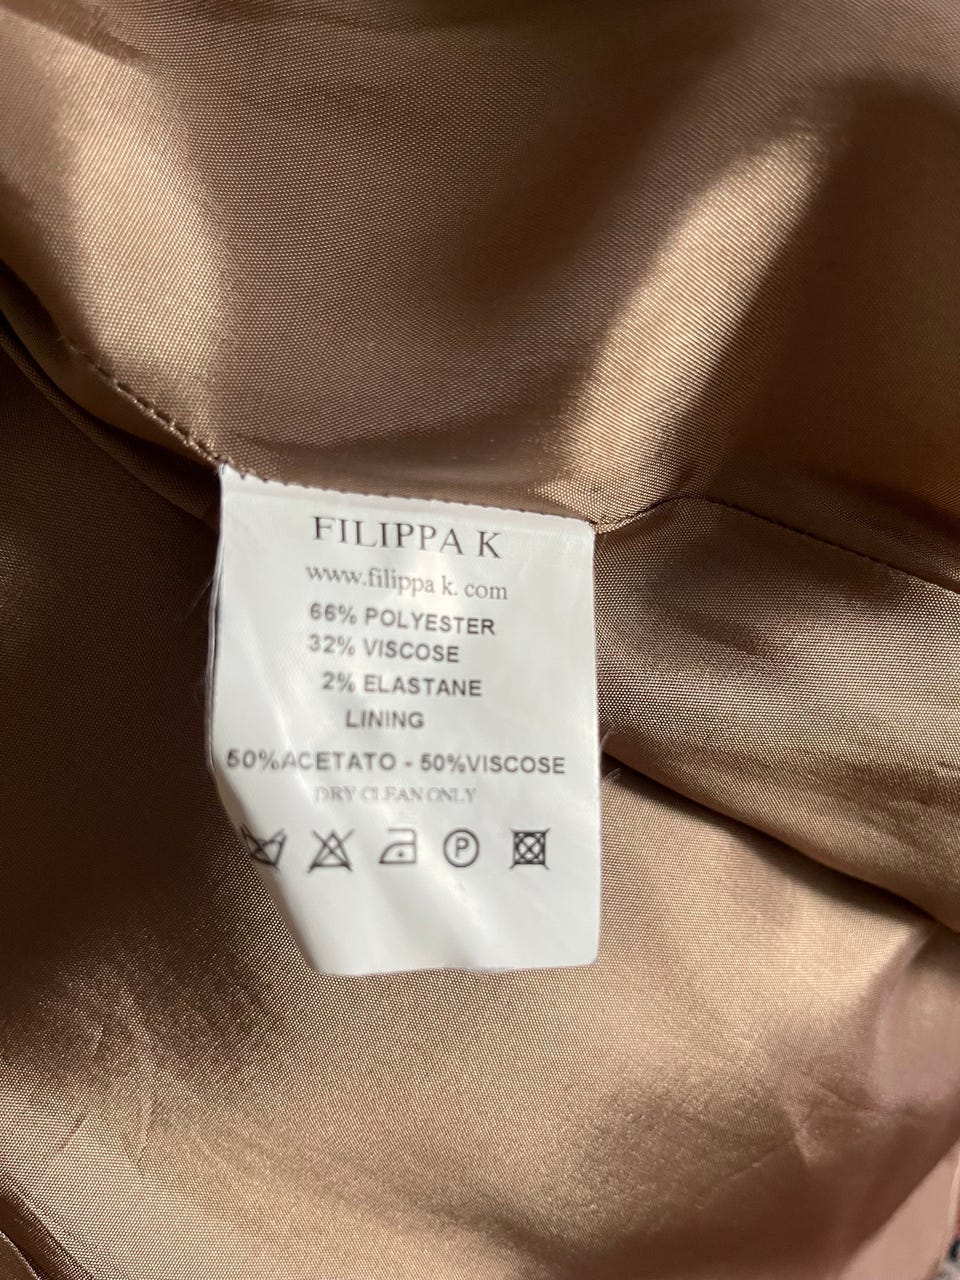 FILIPPA K
www.filippa k. com
66% POLYESTER
32% VISCOSE
2% ELASTANE
LINING
50%ACETATO - 50%VISCOSE
DRY CLEAN ONLY
P